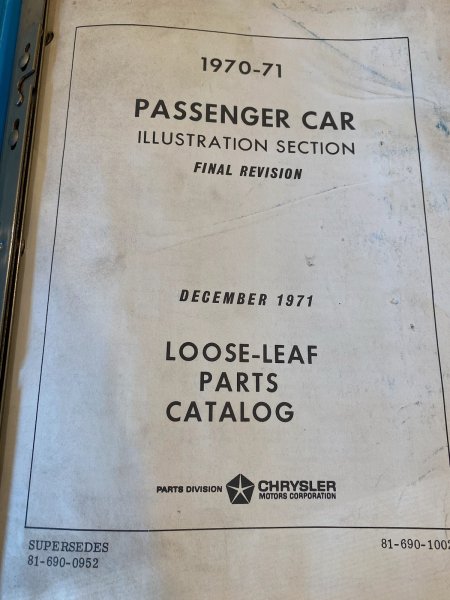 1970-71
PASSENGER CAR
ILLUSTRATION SECTION
FINAL REVISION
DECEMBER 1971
LOOSE-LEAF
PARTS
CATALOG
PARTS DIVISION CHRYSLER
MOTORS CORPORATION
SUPERSEDES
81-690-0952